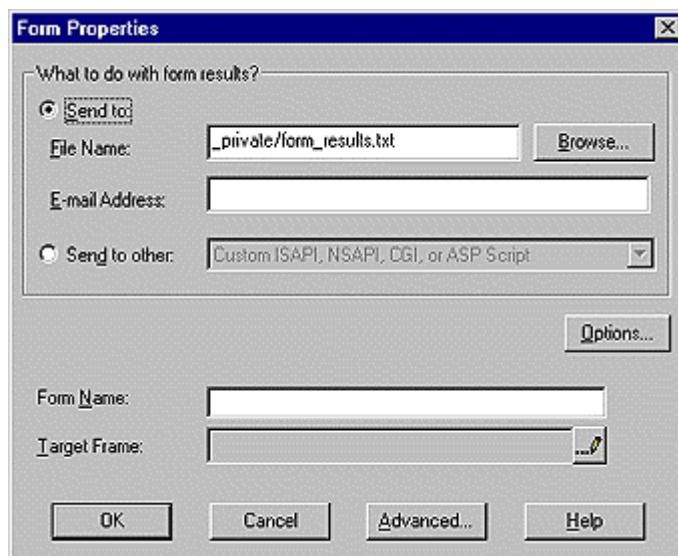 Form Properties
What to do with form results?
Send to:
File Name: _private/form_results.txt Browse...
E-mail Address:
Send to other: Custom ISAPI, NSAPI, CGI, or ASP Script
Options...
Form Name:
Target Frame: ...
OK Cancel Advanced... Help